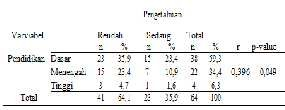 Pengetahuan
Variabel Rendah Sedang Total
n % n % n % r p-value
Pendidikan Dasar 23 35,9 15 23,4 38 59,3
Menengah 15 23,4 7 10,9 22 34,4 0,396 0,049
Tinggi 3 4,7 1 1,6 4 6,3
Total 41 64,1 23 35,9 64 100